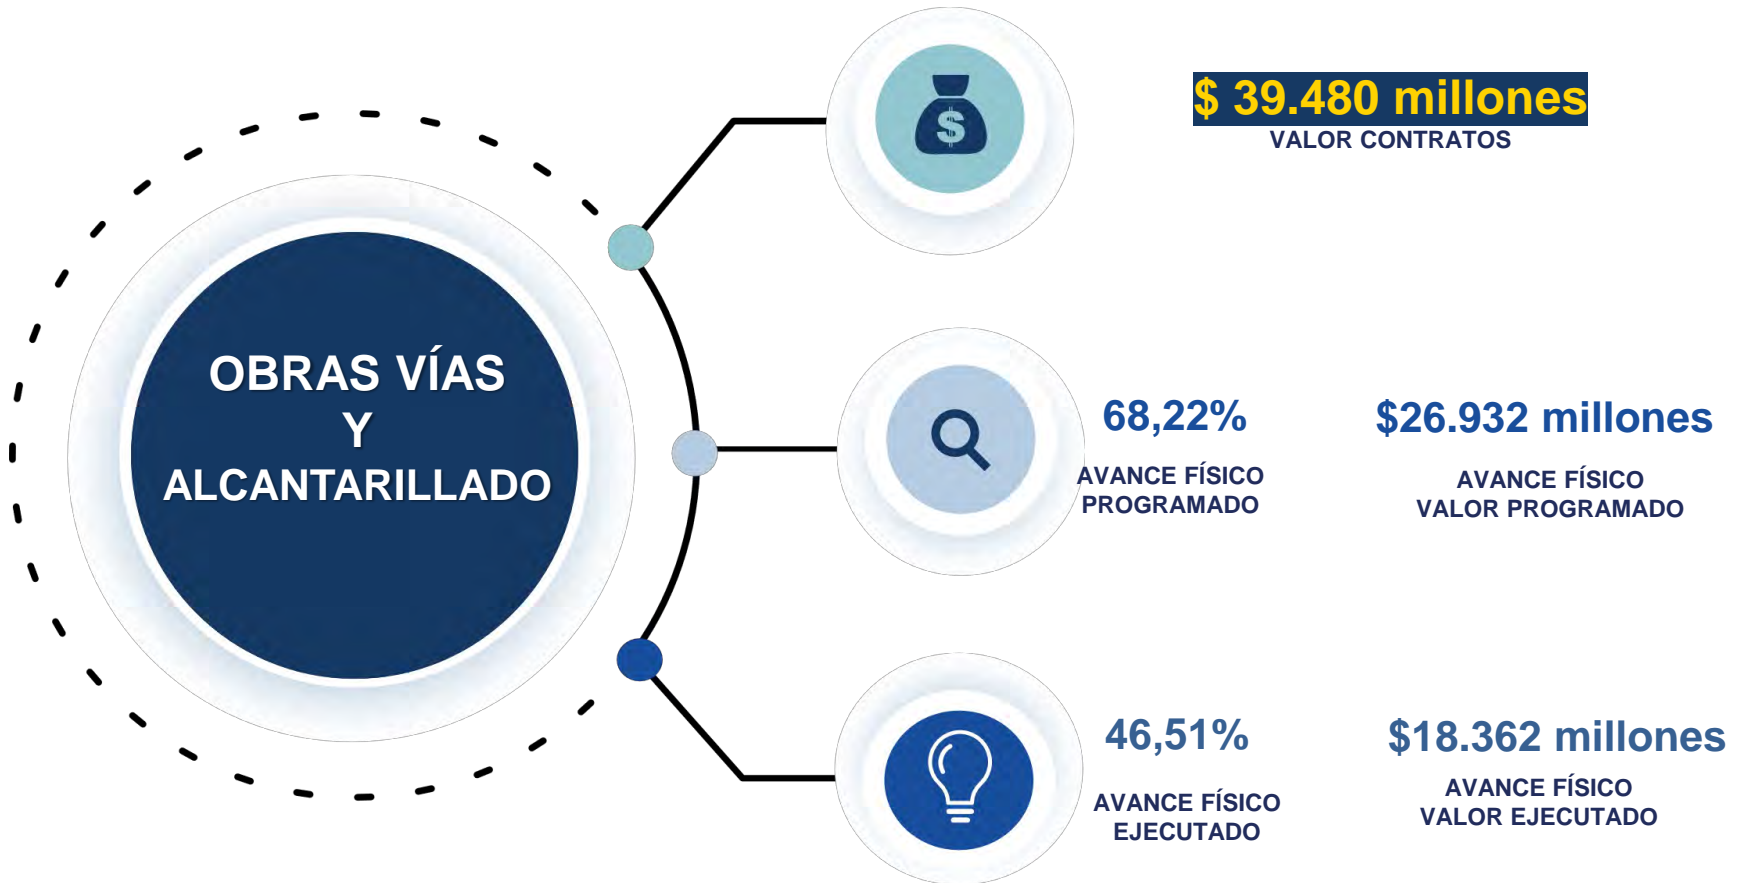 OBRAS VÍAS
Y
ALCANTARILLADO
$
$ 39.480 millones
VALOR CONTRATOS
68,22%
AVANCE FÍSICO
PROGRAMADO
$26.932 millones
AVANCE FÍSICO
VALOR PROGRAMADO
46,51%
AVANCE FÍSICO
EJECUTADO
$18.362 millones
AVANCE FÍSICO
VALOR EJECUTADO